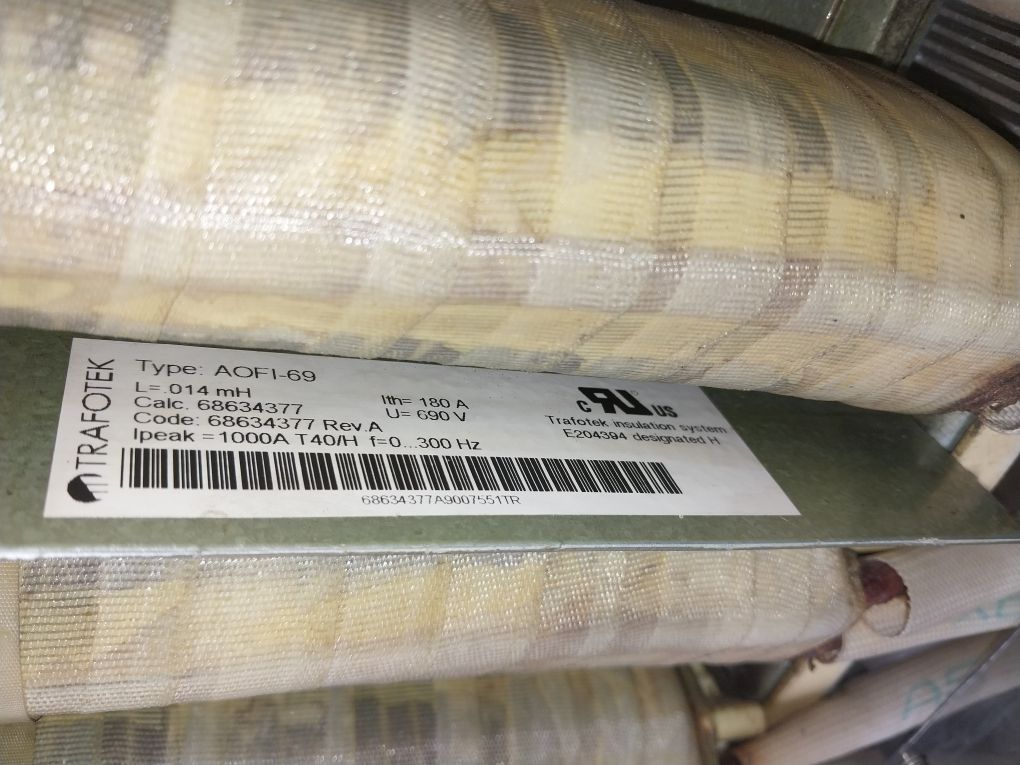 TRAFOTEK
Type: AOFI-69
L=.014 mH
Ith= 180 A
Calc. 68634377
U= 690 V
Code: 68634377 Rev.A
Ipeak =1000A T40/H f=0...300 Hz
c RU US
Trafotek insulation system
E204394 designated H
68634377A9007551TR